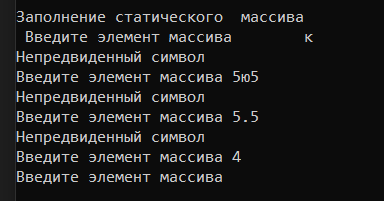 Заполнение статического  массива
 Введите элемент массива        к
Непредвиденный символ
Введите элемент массива 5ю5
Непредвиденный символ
Введите элемент массива 5.5
Непредвиденный символ
Введите элемент массива 4
Введите элемент массива